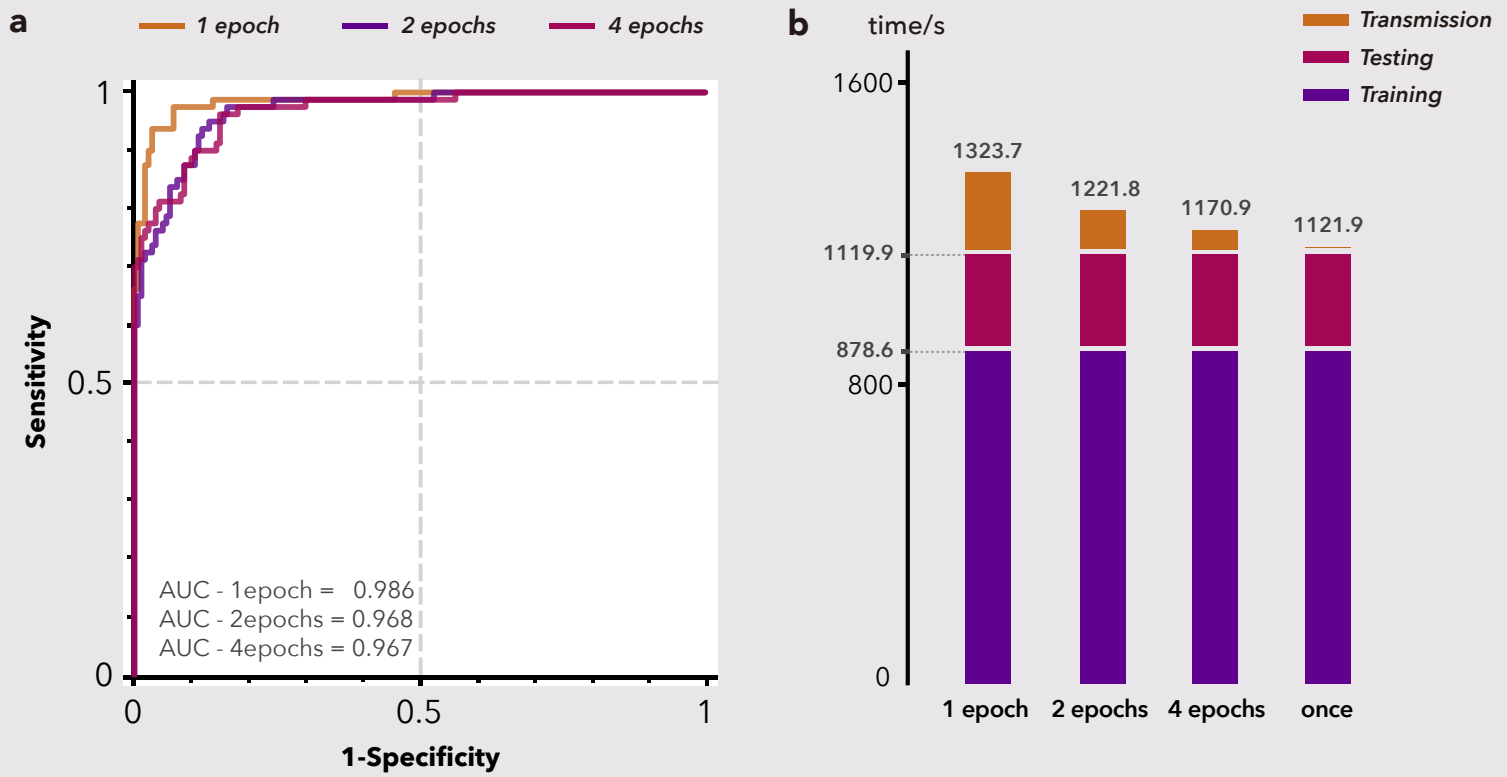 a
1 epoch 2 epochs 4 epochs
1
0.5
0
Sensitivity
AUC - 1epoch = 0.986
AUC - 2epochs = 0.968
AUC - 4epochs = 0.967
0 0.5 1
1-Specificity
b
time/s
Transmission
Testing
Training
1600
1119.9
878.6
800
0
1323.7
1221.8
1170.9
1121.9
1 epoch 2 epochs 4 epochs once